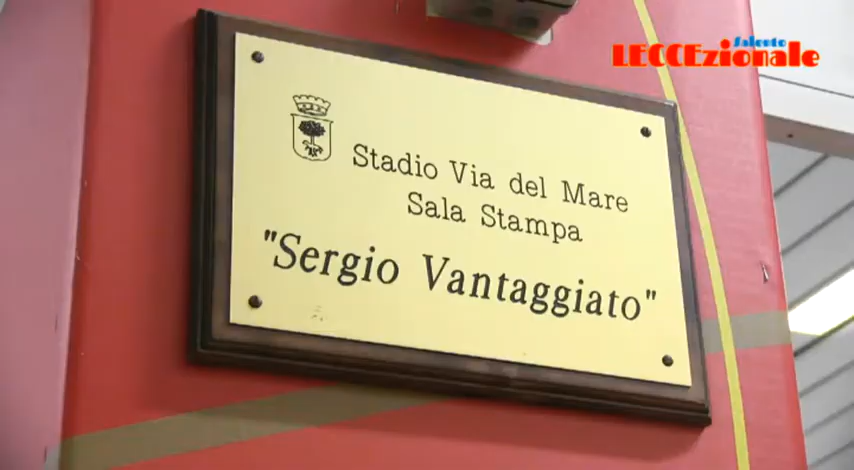 Salento
LECCEzionale
Stadio Via del Mare
Sala Stampa
"Sergio Vantaggiato"